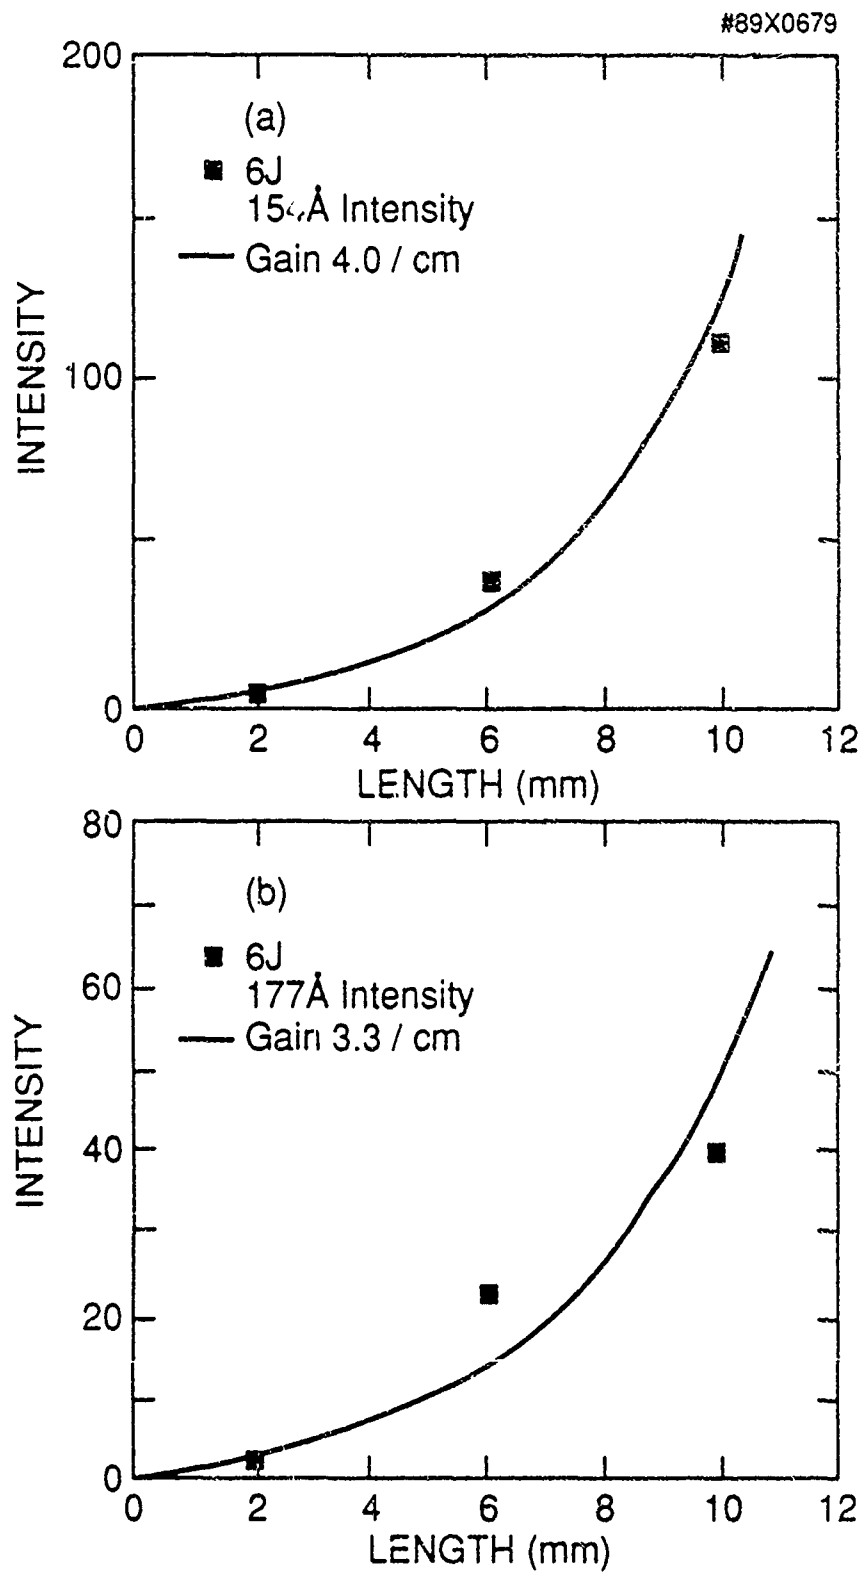 #89X0679
200
(a)
6J
Å Intensity
Gain 4.0 / cm
INTENSITY
100
0
0 2 4 6 8 10 12
LENGTH (mm)
80
(b)
6J
177Å Intensity
60
Gain 3.3 / cm
INTENSITY
40
20
0
0 2 4 6 8 10 12
LENGTH (mm)